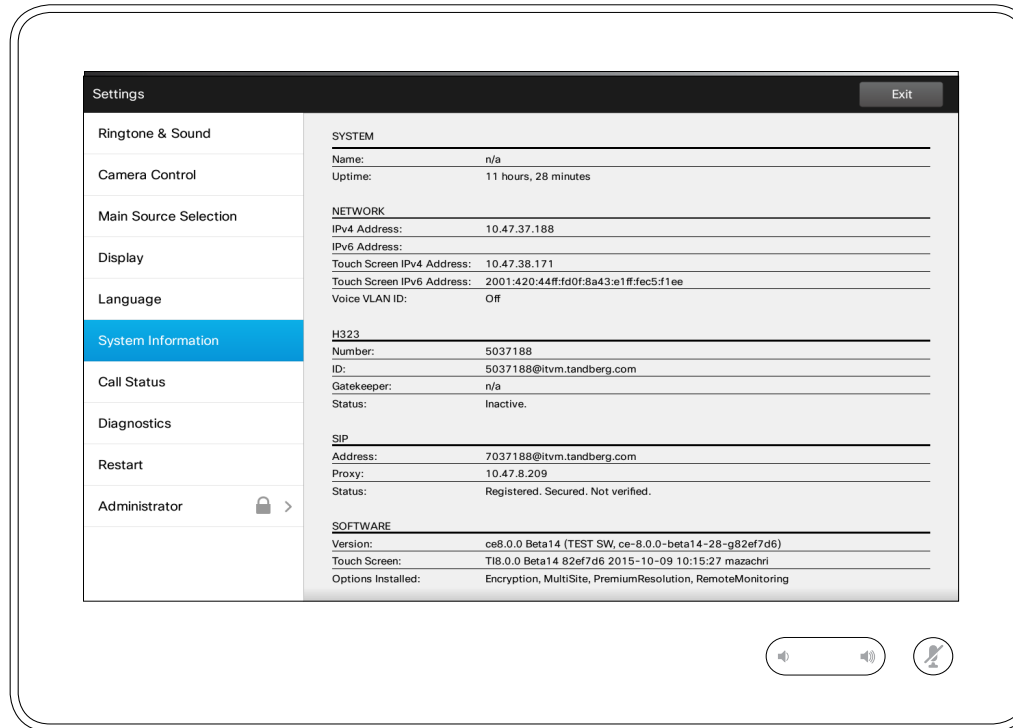 Settings
Exit
Ringtone & Sound
Camera Control
Main Source Selection
Display
Language
System Information
Call Status
Diagnostics
Restart
Administrator
SYSTEM
Name: n/a
Uptime: 11 hours, 28 minutes
NETWORK
IPv4 Address: 10.47.37.188
IPv6 Address:
Touch Screen IPv4 Address: 10.47.38.171
Touch Screen IPv6 Address: 2001:420:44ff:fd0f:8a43:e1ff:fec5:f1ee
Voice VLAN ID: Off
H323
Number: 5037188
ID: 5037188@itvm.tandberg.com
Gatekeeper: n/a
Status: Inactive.
SIP
Address: 7037188@itvm.tandberg.com
Proxy: 10.47.8.209
Status: Registered. Secured. Not verified.
SOFTWARE
Version: ce8.0.0 Beta14 (TEST SW, ce-8.0.0-beta14-28-g82ef7d6)
Touch Screen: TI8.0.0 Beta14 82ef7d6 2015-10-09 10:15:27 mazachri
Options Installed: Encryption, MultiSite, PremiumResolution, RemoteMonitoring